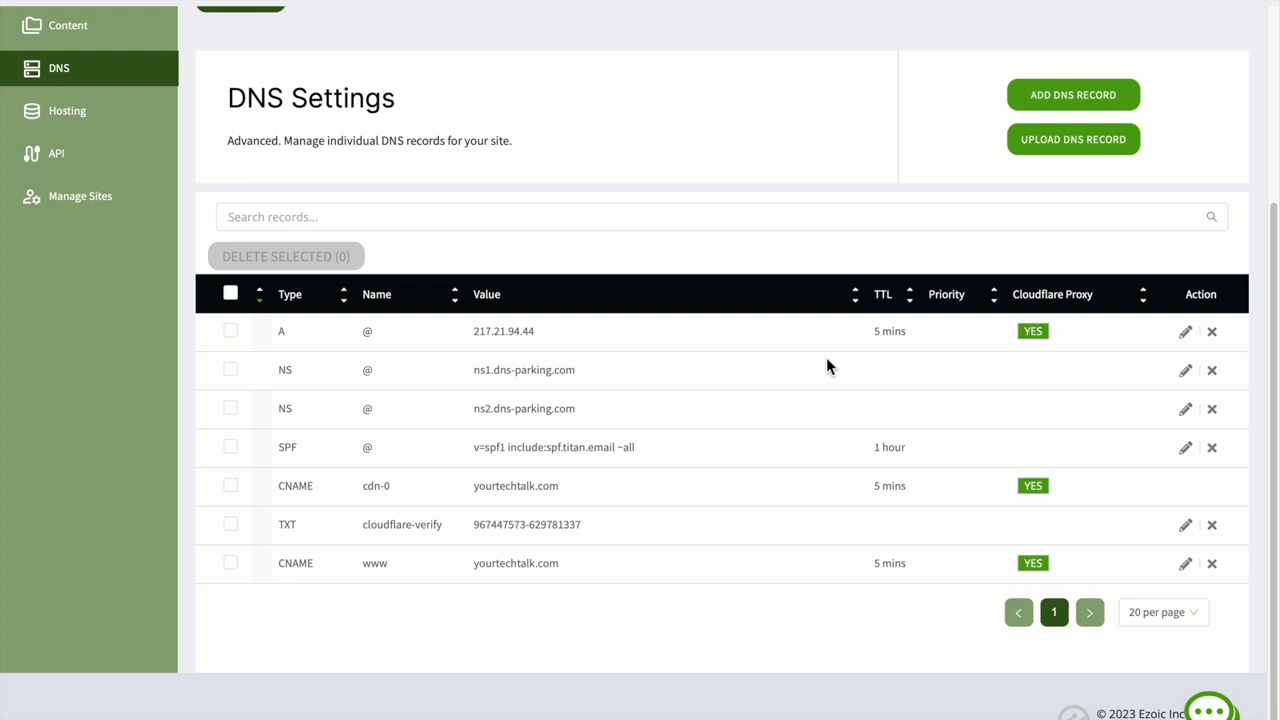 Content
DNS
Hosting
API
Manage Sites
DNS Settings
Advanced. Manage individual DNS records for your site.
ADD DNS RECORD
UPLOAD DNS RECORD
Search records...
DELETE SELECTED (0)
Type Name Value TTL Priority Cloudflare Proxy Action
A @ 217.21.94.44 5 mins YES
NS @ ns1.dns-parking.com
NS @ ns2.dns-parking.com
SPF @ v=spf1 include:spf.titan.email ~all 1 hour
CNAME cdn-0 yourtechtalk.com 5 mins YES
TXT cloudflare-verify 967447573-629781337
CNAME www yourtechtalk.com 5 mins YES
< 1 > 20 per page
© 2023 Ezoic Inc